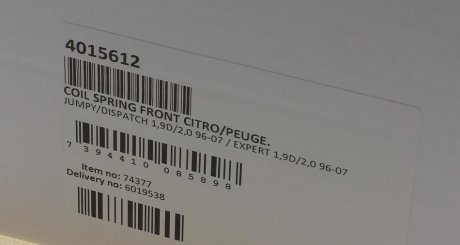 4015612
COIL SPRING FRONT CITRO/PEUGE.
JUMPY/DISPATCH 1,9D/2,0 96-07 / EXPERT 1,9D/2,0 96-07
7 394410 085898
Item no: 74377
Delivery no: 6019538